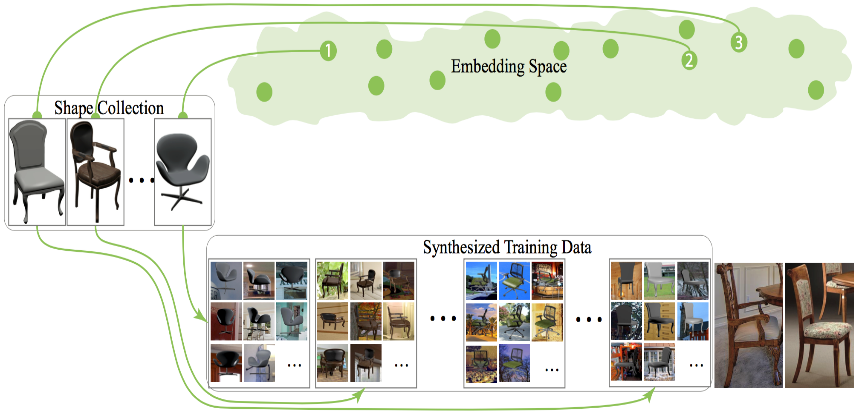 1
2
3
Embedding Space
Shape Collection
Synthesized Training Data